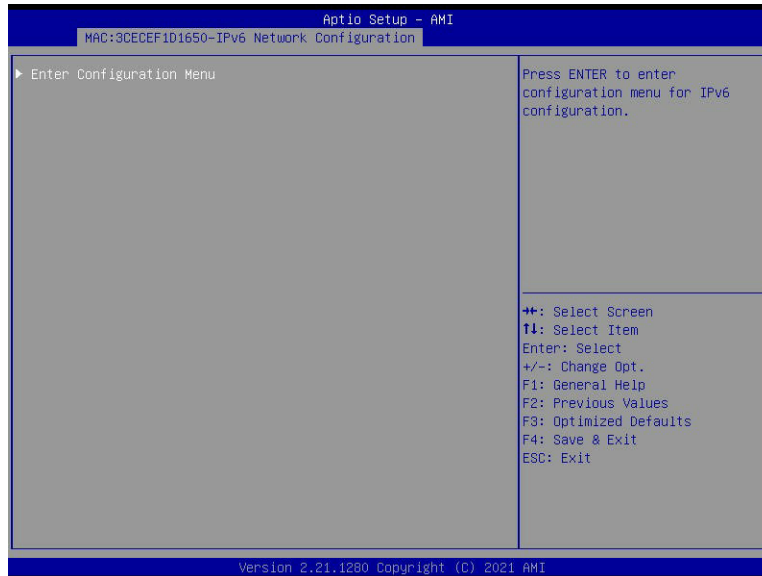 Aptio Setup - AMI
MAC:3CECEF1D1650-IPv6 Network Configuration
▶ Enter Configuration Menu
Press ENTER to enter
configuration menu for IPv6
configuration.
→←: Select Screen
↑↓: Select Item
Enter: Select
+/-: Change Opt.
F1: General Help
F2: Previous Values
F3: Optimized Defaults
F4: Save & Exit
ESC: Exit
Version 2.21.1280 Copyright (C) 2021 AMI